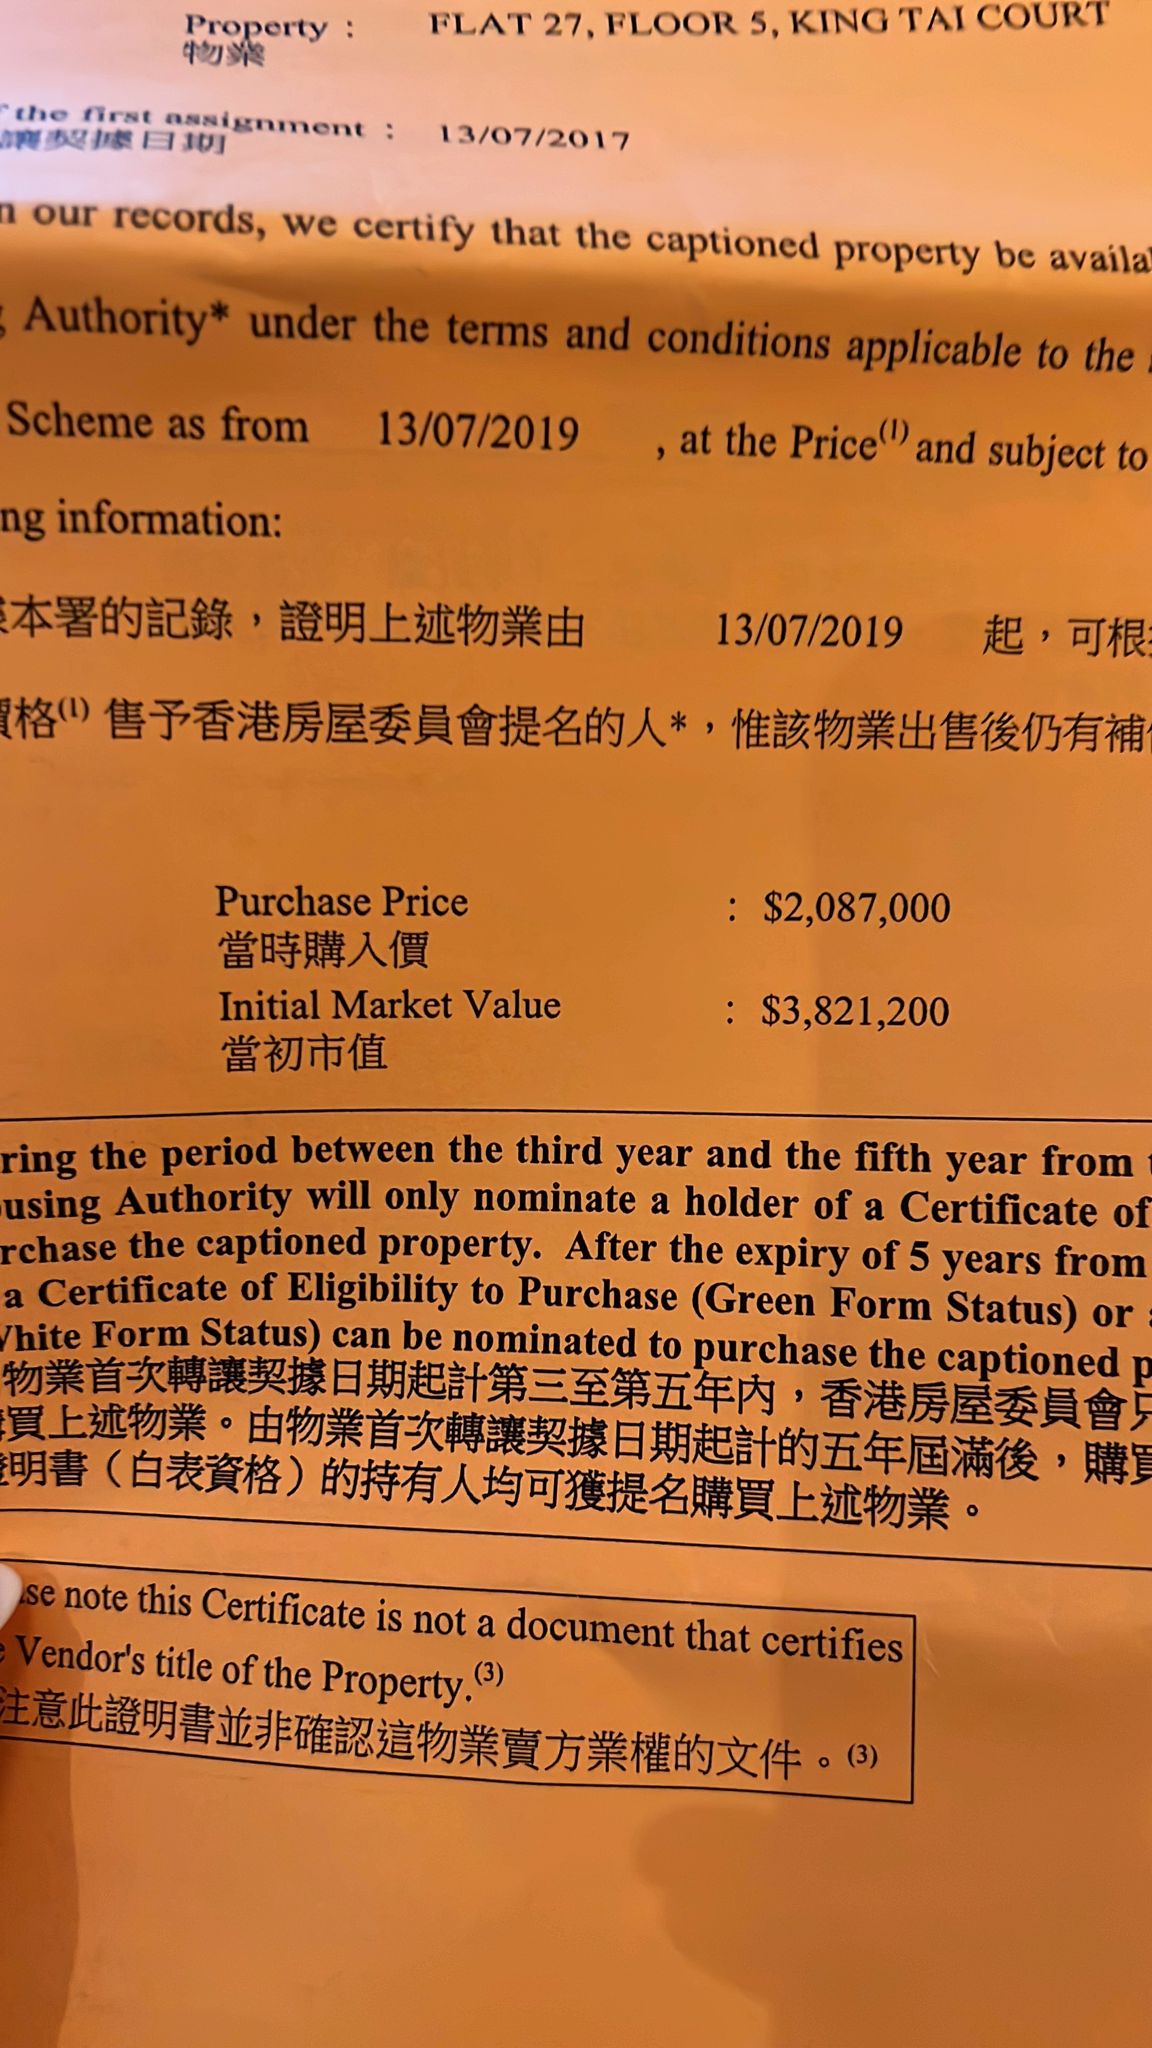 Property : FLAT 27, FLOOR 5, KING TAI COURT
物業
the first assignment : 13/07/2017
讓契據日期
our records, we certify that the captioned property be
Authority* under the terms and conditions applicable to the
Scheme as from 13/07/2019 , at the Price(1) and subject to
ng information:
本署的記錄，證明上述物業由 13/07/2019 起，可根
格(1) 售予香港房屋委員會提名的人*，惟該物業出售後仍有補
Purchase Price : $2,087,000
當時購入價
Initial Market Value : $3,821,200
當初市值
ring the period between the third year and the fifth year from
ousing Authority will only nominate a holder of a Certificate of
rchase the captioned property. After the expiry of 5 years from
a Certificate of Eligibility to Purchase (Green Form Status) or
White Form Status) can be nominated to purchase the captioned p
物業首次轉讓契據日期起計第三至第五年內，香港房屋委員會只
買上述物業。由物業首次轉讓契據日期起計的五年屆滿後，購買
證明書（白表資格）的持有人均可獲提名購買上述物業。
se note this Certificate is not a document that certifies
Vendor's title of the Property.(3)
注意此證明書並非確認這物業賣方業權的文件。(3)